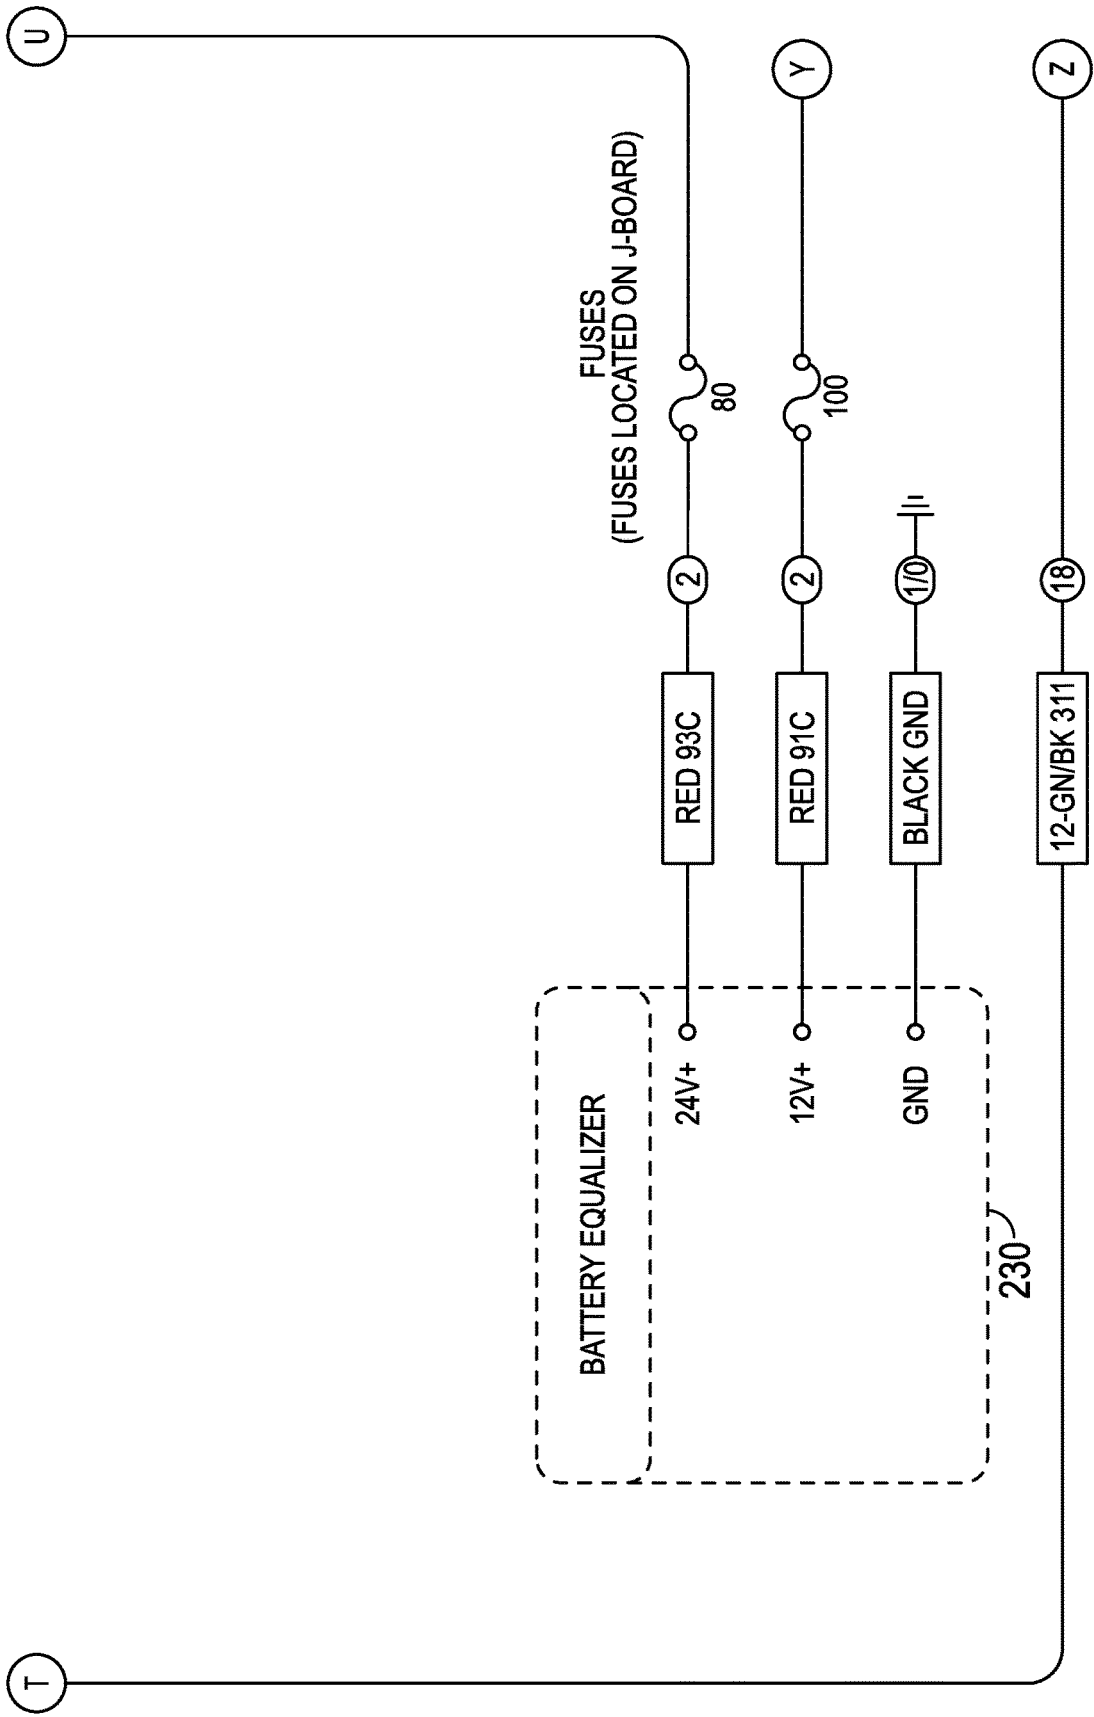 T
U
BATTERY EQUALIZER
FUSES
(FUSES LOCATED ON J-BOARD)
24V+
RED 93C
2
80
12V+
RED 91C
2
100
Y
GND
BLACK GND
1/0
230
12-GN/BK 311
18
Z